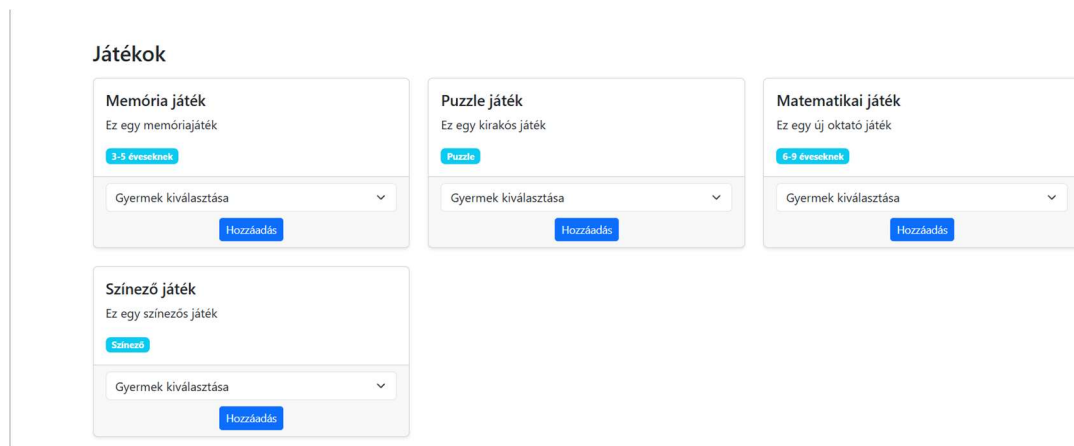 Játékok
Memória játék
Ez egy memóriajáték
3-5 éveseknek
Gyermek kiválasztása
Hozzáadás
Puzzle játék
Ez egy kirakós játék
Puzzle
Gyermek kiválasztása
Hozzáadás
Matematikai játék
Ez egy új oktató játék
6-9 éveseknek
Gyermek kiválasztása
Hozzáadás
Színező játék
Ez egy színezős játék
Színező
Gyermek kiválasztása
Hozzáadás